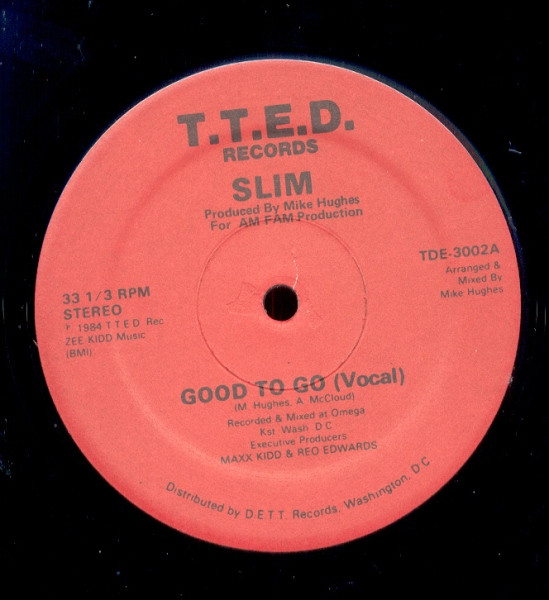 T.T.E.D.
RECORDS
SLIM
Produced By Mike Hughes
For AM FAM Production
TDE-3002A
Arranged &
Mixed By
Mike Hughes
33 1/3 RPM
STEREO
℗ 1984 T T E D Rec
ZEE KIDD Music
(BMI)
GOOD TO GO (Vocal)
(M. Hughes, A. McCloud)
Recorded & Mixed at Omega
Kst. Wash. D C
Executive Producers
MAXX KIDD & REO EDWARDS
Distributed by D.E.T.T. Records, Washington, D C